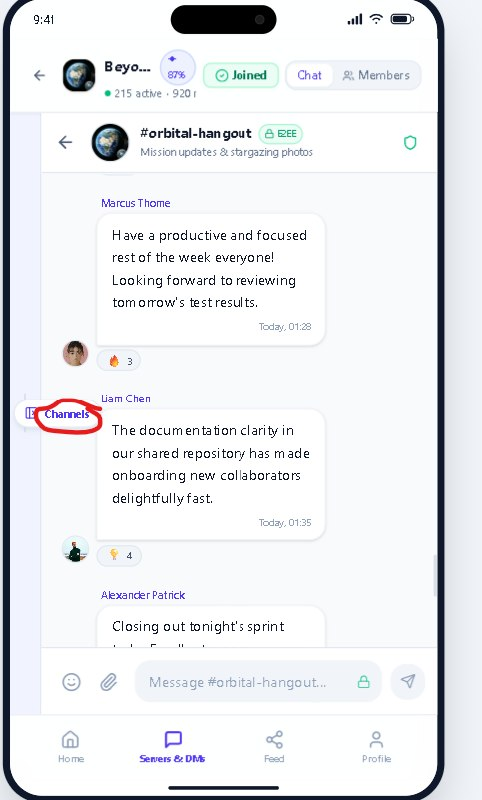 9:41
Beyo...
87%
Joined
Chat
Members
215 active · 920 r
#orbital-hangout
E2EE
Mission updates & stargazing photos
Marcus Thorne
Have a productive and focused
rest of the week everyone!
Looking forward to reviewing
tomorrow's test results.
Today, 01:28
3
Liam Chen
Channels
The documentation clarity in
our shared repository has made
onboarding new collaborators
delightfully fast.
Today, 01:35
4
Alexander Patrick
Closing out tonight's sprint
Message #orbital-hangout...
Home
Servers & DMs
Feed
Profile